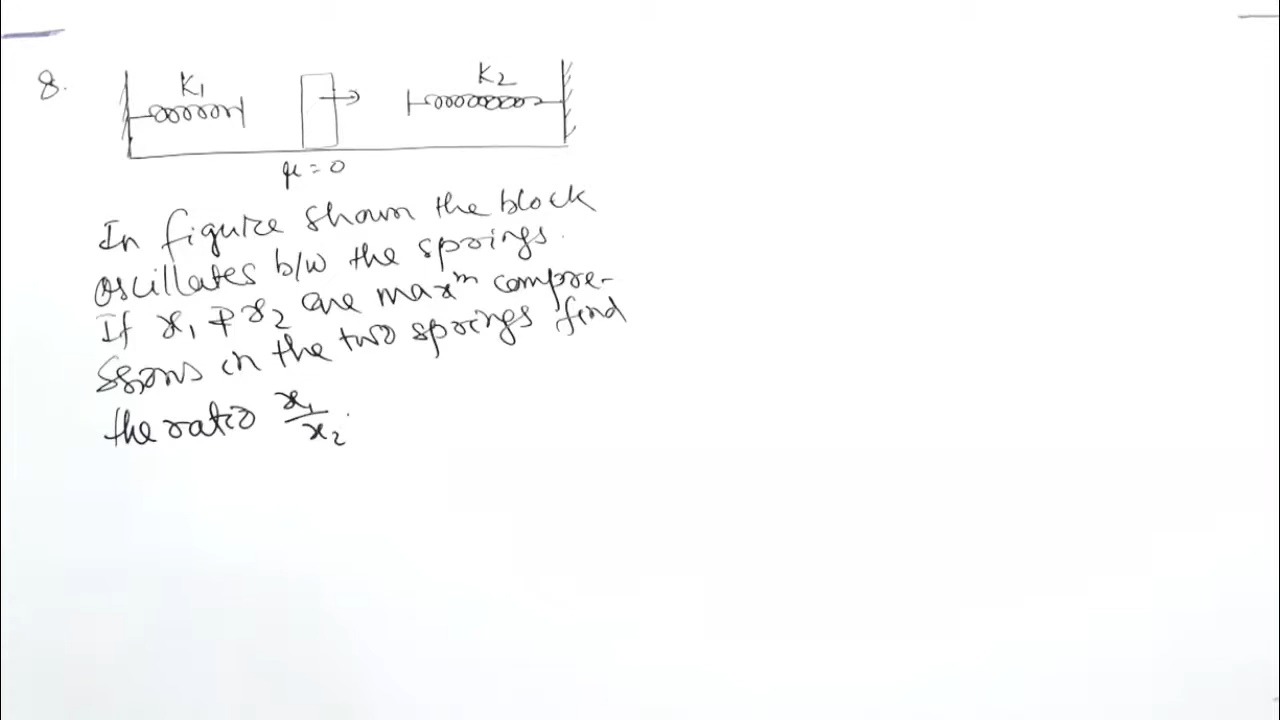 8.
K1
K2
μ = 0
In figure shown the block
oscillates b/w the springs.
If x1 & x2 are maxm compre-
ssions in the two springs find
the ratio x1/x2.